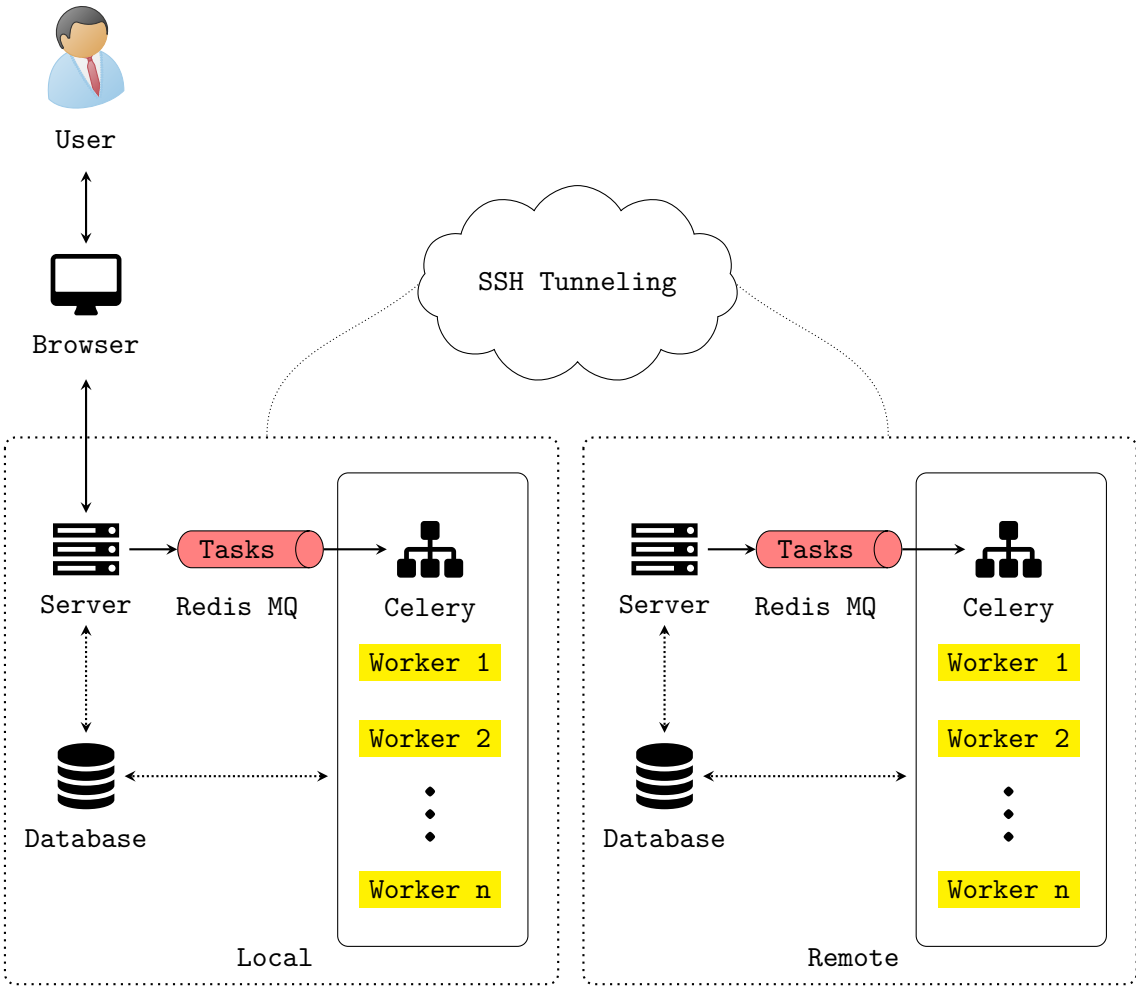 User
SSH Tunneling
Browser
Tasks
Server
Redis MQ
Celery
Worker 1
Worker 2
Database
Worker n
Local
Tasks
Server
Redis MQ
Celery
Worker 1
Worker 2
Database
Worker n
Remote